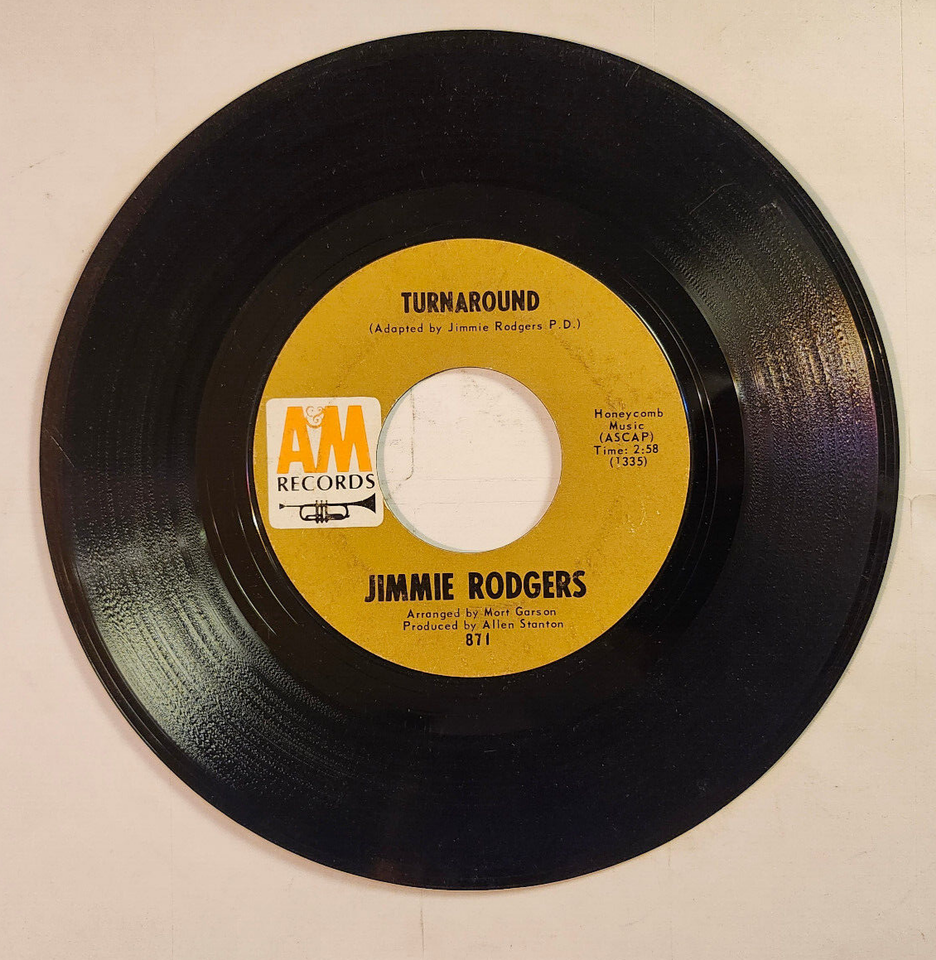 TURNAROUND
(Adapted by Jimmie Rodgers P.D.)
A&M
RECORDS
Honeycomb
Music
(ASCAP)
Time: 2:58
(1335)
JIMMIE RODGERS
Arranged by Mort Garson
Produced by Allen Stanton
871